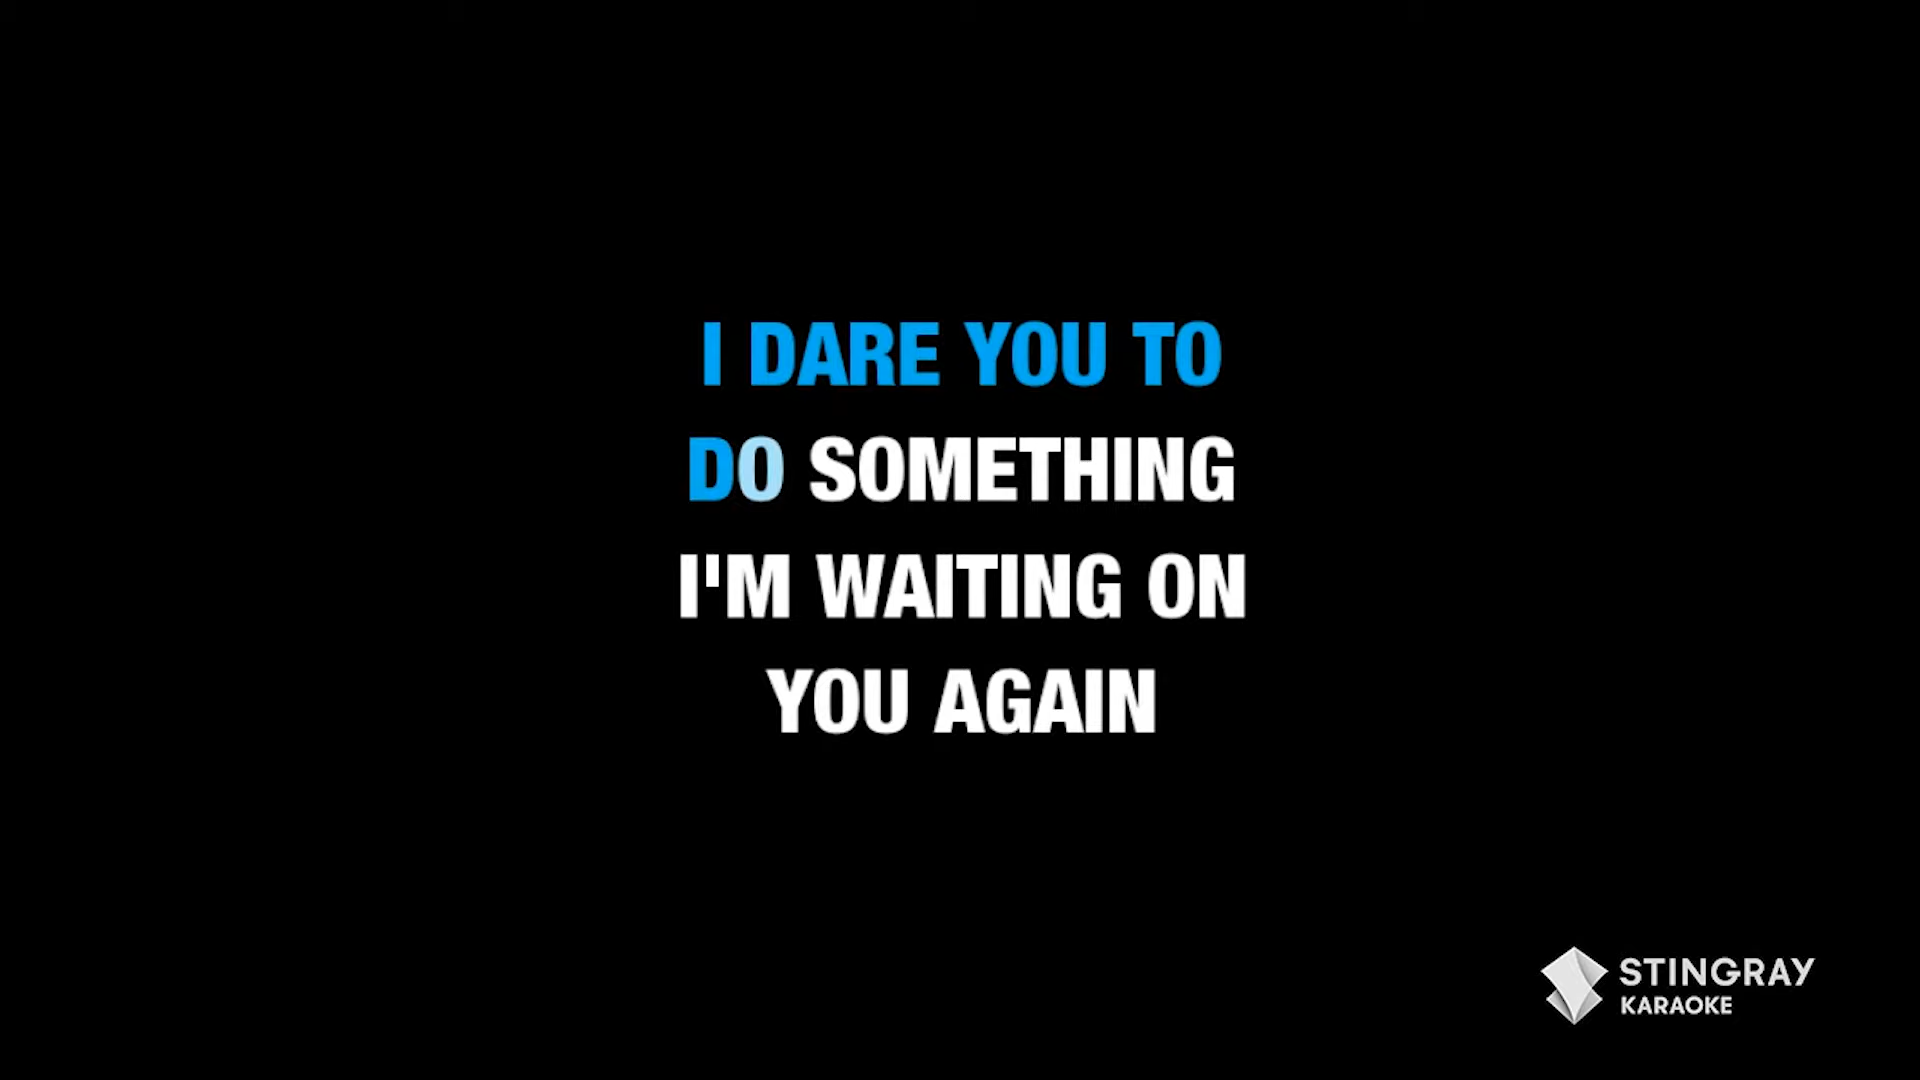 I DARE YOU TO
DO SOMETHING
I'M WAITING ON
YOU AGAIN
STINGRAY
KARAOKE